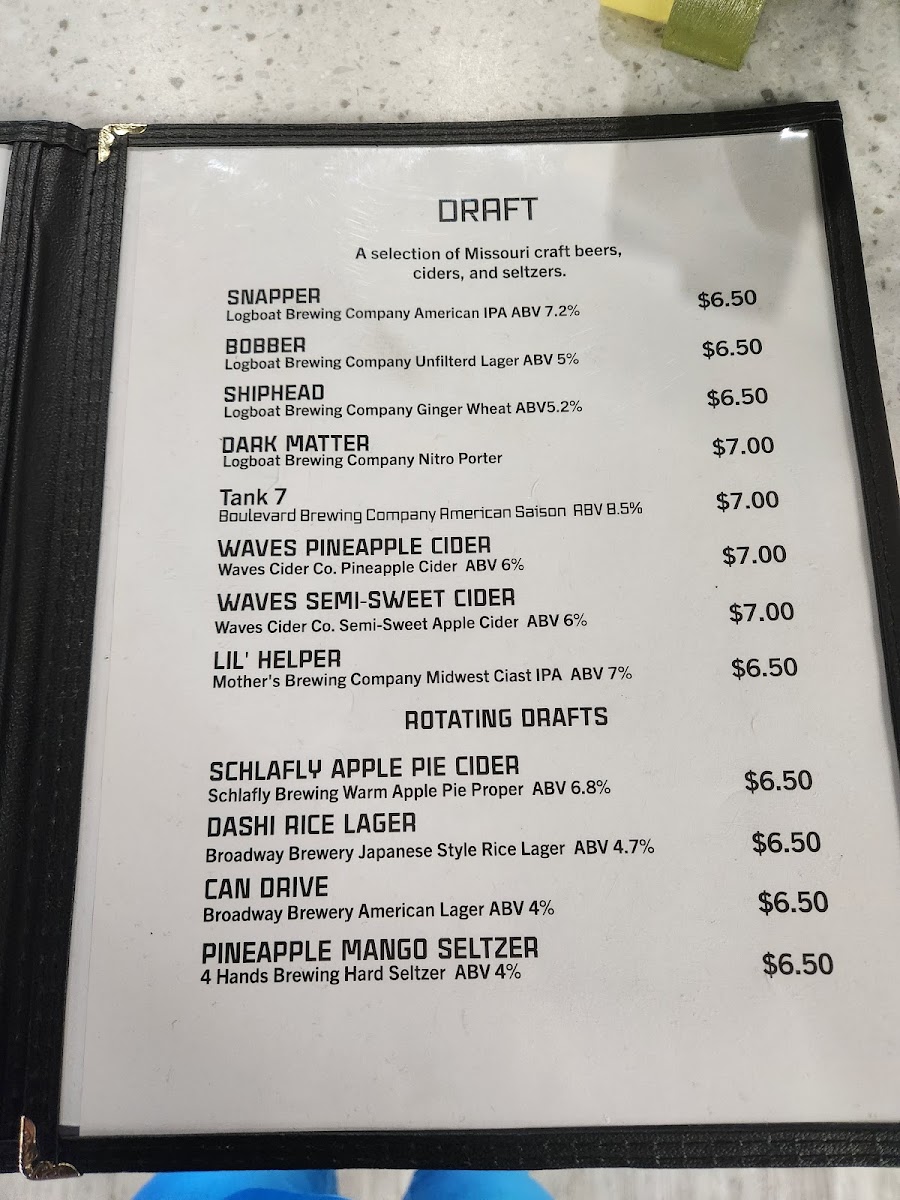 DRAFT
A selection of Missouri craft beers,
ciders, and seltzers.
SNAPPER $6.50
Logboat Brewing Company American IPA ABV 7.2%
BOBBER $6.50
Logboat Brewing Company Unfilterd Lager ABV 5%
SHIPHEAD $6.50
Logboat Brewing Company Ginger Wheat ABV5.2%
DARK MATTER $7.00
Logboat Brewing Company Nitro Porter
Tank 7 $7.00
Boulevard Brewing Company American Saison ABV 8.5%
WAVES PINEAPPLE CIDER $7.00
Waves Cider Co. Pineapple Cider ABV 6%
WAVES SEMI-SWEET CIDER $7.00
Waves Cider Co. Semi-Sweet Apple Cider ABV 6%
LIL' HELPER $6.50
Mother's Brewing Company Midwest Ciast IPA ABV 7%
ROTATING DRAFTS
SCHLAFLY APPLE PIE CIDER $6.50
Schlafly Brewing Warm Apple Pie Proper ABV 6.8%
DASHI RICE LAGER $6.50
Broadway Brewery Japanese Style Rice Lager ABV 4.7%
CAN DRIVE $6.50
Broadway Brewery American Lager ABV 4%
PINEAPPLE MANGO SELTZER $6.50
4 Hands Brewing Hard Seltzer ABV 4%